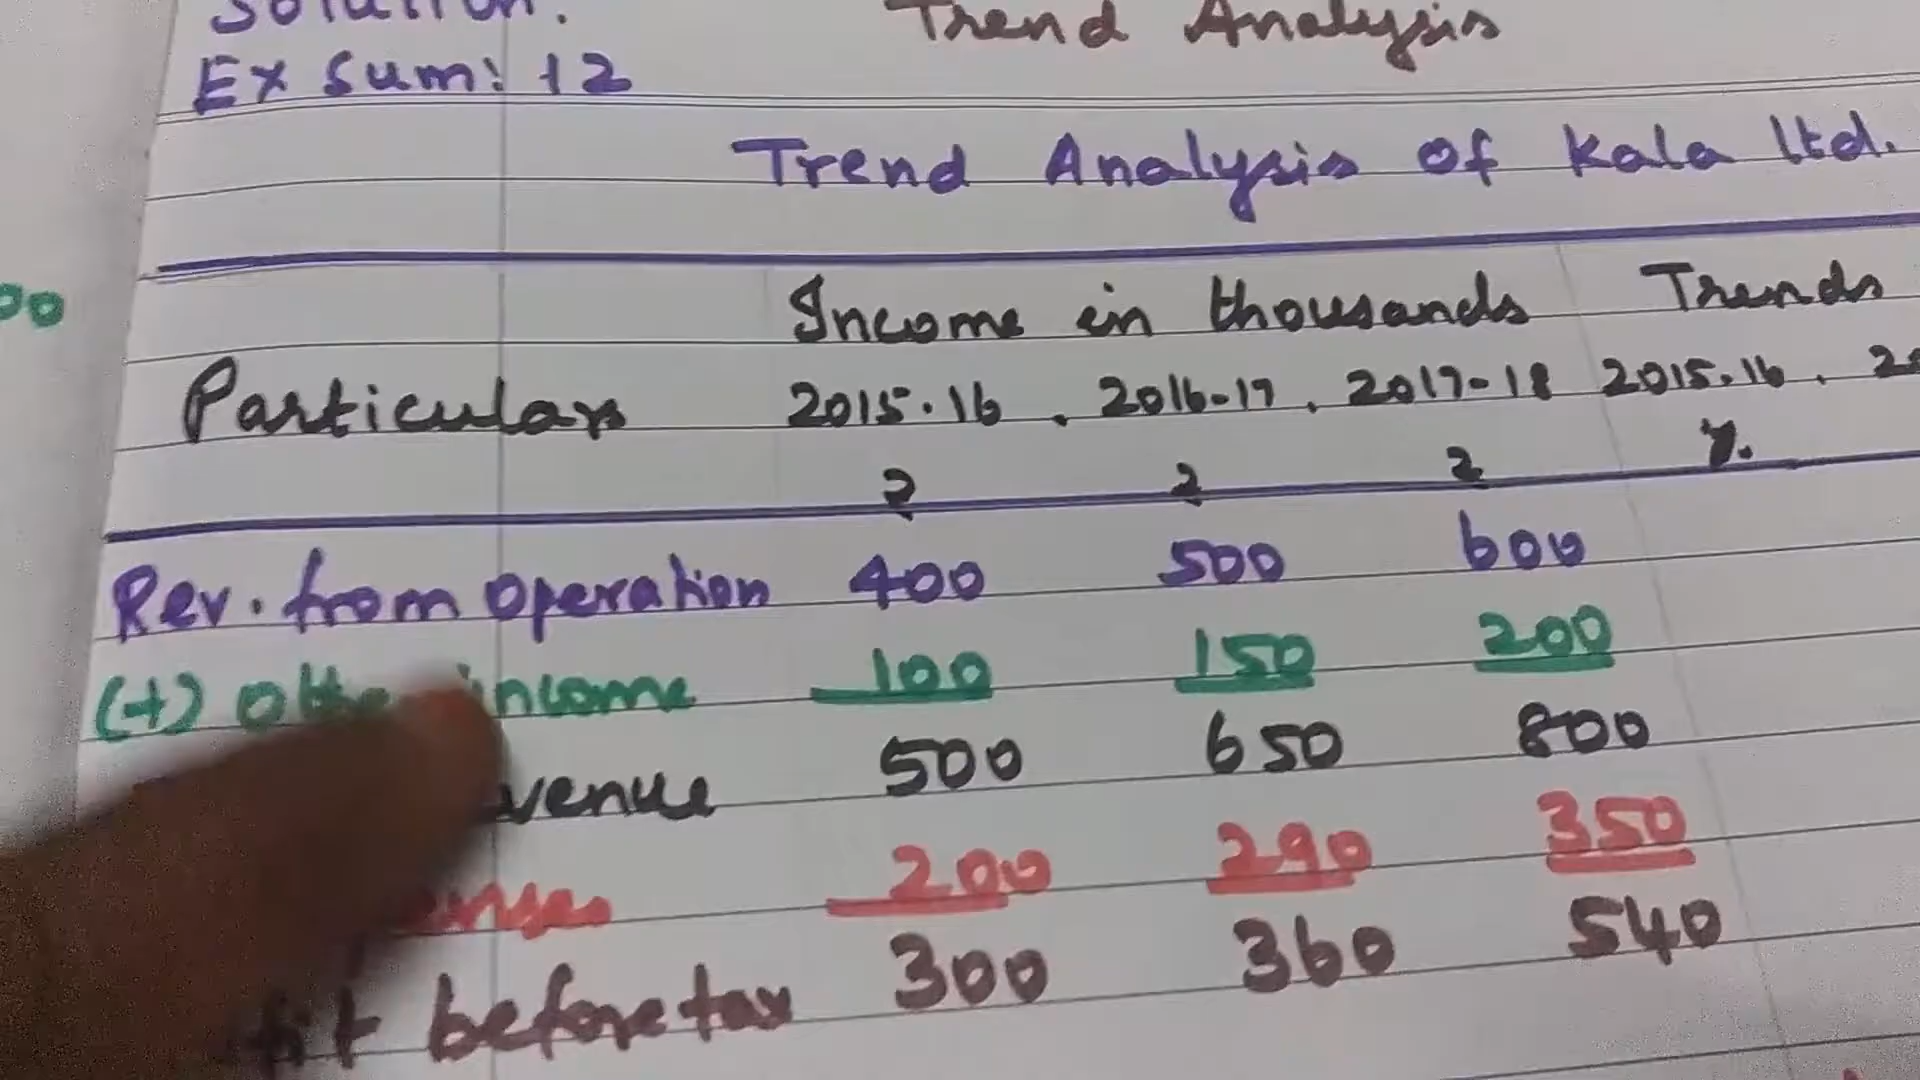 Solution:
Trend Analysis
Ex Sum: 12
Trend Analysis of Kala Ltd.
Income in thousands Trends
Particulars 2015-16 2016-17 2017-18 2015-16
₹ ₹ ₹ %
Rev. from operation 400 500 600
(+) income 100 150 200
500 650 800
200 290 350
before tax 300 360 540